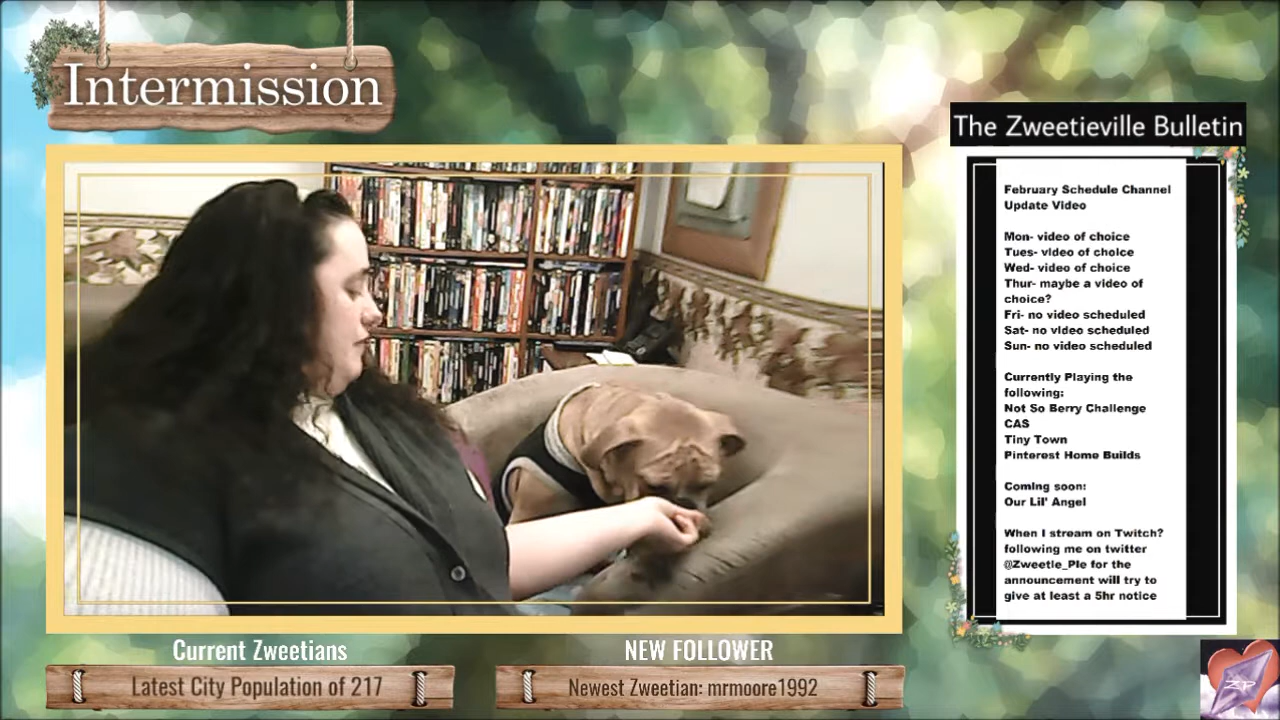 Intermission
The Zweetieville Bulletin
February Schedule Channel
Update Video
Mon- video of choice
Tues- video of choice
Wed- video of choice
Thur- maybe a video of
choice?
Fri- no video scheduled
Sat- no video scheduled
Sun- no video scheduled
Currently Playing the
following:
Not So Berry Challenge
CAS
Tiny Town
Pinterest Home Builds
Coming soon:
Our Lil' Angel
When I stream on Twitch?
following me on twitter
@Zweetie_Pie for the
announcement will try to
give at least a 5hr notice
Current Zweetians
Latest City Population of 217
NEW FOLLOWER
Newest Zweetian: mrmoore1992
ZP